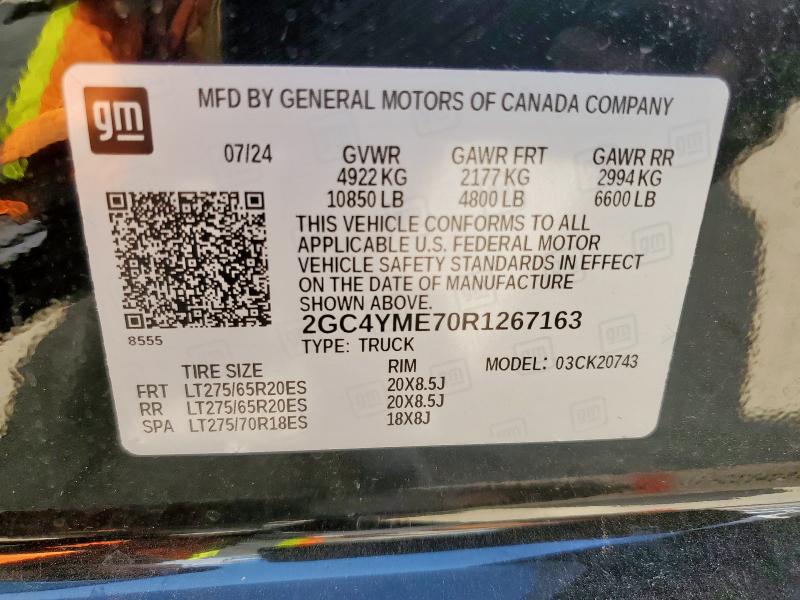 gm
MFD BY GENERAL MOTORS OF CANADA COMPANY
07/24 GVWR GAWR FRT GAWR RR
4922 KG 2177 KG 2994 KG
10850 LB 4800 LB 6600 LB
THIS VEHICLE CONFORMS TO ALL
APPLICABLE U.S. FEDERAL MOTOR
VEHICLE SAFETY STANDARDS IN EFFECT
ON THE DATE OF MANUFACTURE
SHOWN ABOVE.
2GC4YME70R1267163
8555
TYPE: TRUCK
TIRE SIZE RIM MODEL: 03CK20743
FRT LT275/65R20ES 20X8.5J
RR LT275/65R20ES 20X8.5J
SPA LT275/70R18ES 18X8J